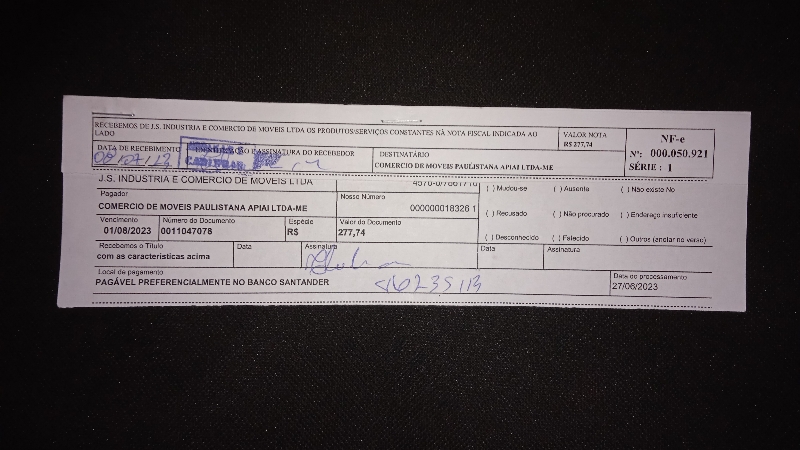 RECEBEMOS DE J.S. INDUSTRIA E COMERCIO DE MOVEIS LTDA OS PRODUTOS/SERVIÇOS CONSTANTES NÀ NOTA FISCAL INDICADA AO
LADO
VALOR NOTA
R$ 277,74
NF-e
Nº: 000.050.921
SÉRIE : 1
DATA DE RECEBIMENTO
E ASSINATURA DO RECEBEDOR
DESTINATÁRIO
COMERCIO DE MOVEIS PAULISTANA APIAI LTDA-ME
J.S. INDUSTRIA E COMERCIO DE MOVEIS LTDA
Pagador
COMERCIO DE MOVEIS PAULISTANA APIAI LTDA-ME
Nosso Número
000000018326 1
Vencimento
01/08/2023
Número do Documento
0011047078
Espécie
R$
Valor do Documento
277,74
( ) Mudou-se ( ) Ausente ( ) Não existe No
( ) Recusado ( ) Não procurado ( ) Endereço insuficiente
( ) Desconhecido ( ) Falecido ( ) Outros (anotar no verso)
Recebemos o Título
com as características acima
Data
Assinatura
Data
Assinatura
Local de pagamento
PAGÁVEL PREFERENCIALMENTE NO BANCO SANTANDER
Data do processamento
27/06/2023